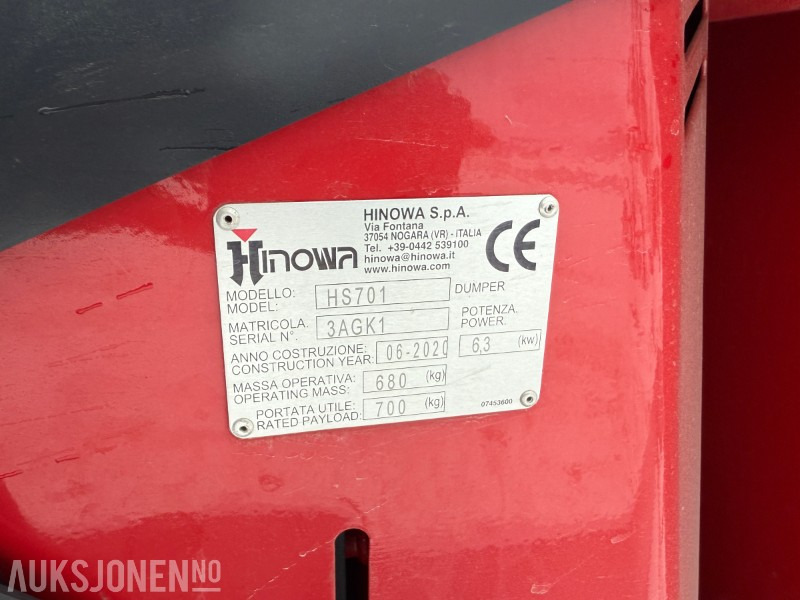 HINOWA S.p.A.
Via Fontana
37054 NOGARA (VR) - ITALIA
Tel. +39-0442 539100
hinowa@hinowa.it
www.hinowa.com
HINOWA
CE
MODELLO:
MODEL:
HS701
DUMPER
MATRICOLA.
SERIAL N°.
3AGK1
POTENZA.
POWER.
ANNO COSTRUZIONE:
CONSTRUCTION YEAR:
06-2020
6,3 (kw)
MASSA OPERATIVA:
OPERATING MASS:
680 (kg)
PORTATA UTILE:
RATED PAYLOAD:
700 (kg)
07453600
AUKSJONEN.NO